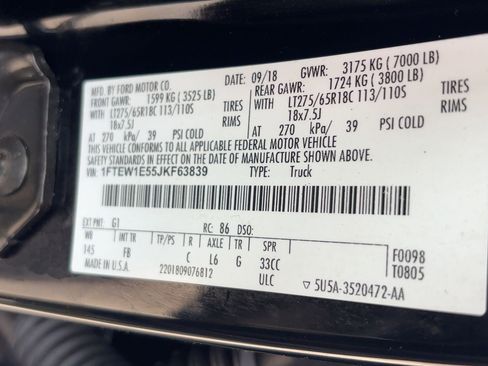 MFD. BY FORD MOTOR CO. DATE: 09/18 GVWR: 3175 KG ( 7000 LB)
FRONT GAWR: 1599 KG ( 3525 LB) REAR GAWR: 1724 KG ( 3800 LB)
WITH LT275/65R18C 113/110S TIRES WITH LT275/65R18C 113/110S TIRES
18x7.5J RIMS 18x7.5J RIMS
AT 270 kPa/ 39 PSI COLD AT 270 kPa/ 39 PSI COLD
THIS VEHICLE CONFORMS TO ALL APPLICABLE FEDERAL MOTOR VEHICLE
SAFETY STANDARDS IN EFFECT ON THE DATE OF MANUFACTURE SHOWN ABOVE.
VIN: 1FTEW1E55JKF63839 TYPE: Truck
EXT PNT: G1 RC: 86 DSO:
WB INT TR TP/PS R AXLE TR SPR
145 FB C L6 G 33CC
F0098
T0805
MADE IN U.S.A. 2201809076812 ULC
5U5A-3520472-AA